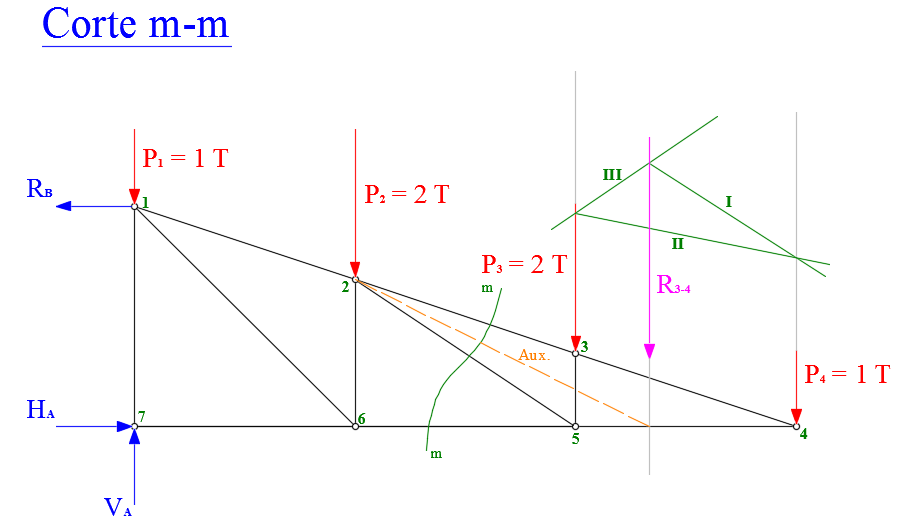 Corte m-m
P₁ = 1 T
R_B
1
P₂ = 2 T
2
III
I
II
P₃ = 2 T
m
R₃₋₄
Aux.
3
P₄ = 1 T
H_A
7
6
5
4
m
V_A